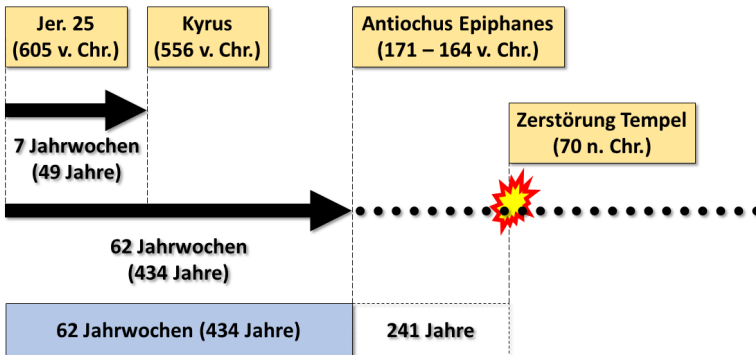 Jer. 25
(605 v. Chr.)
Kyrus
(556 v. Chr.)
Antiochus Epiphanes
(171 – 164 v. Chr.)
Zerstörung Tempel
(70 n. Chr.)
7 Jahrwochen
(49 Jahre)
62 Jahrwochen
(434 Jahre)
62 Jahrwochen (434 Jahre)
241 Jahre